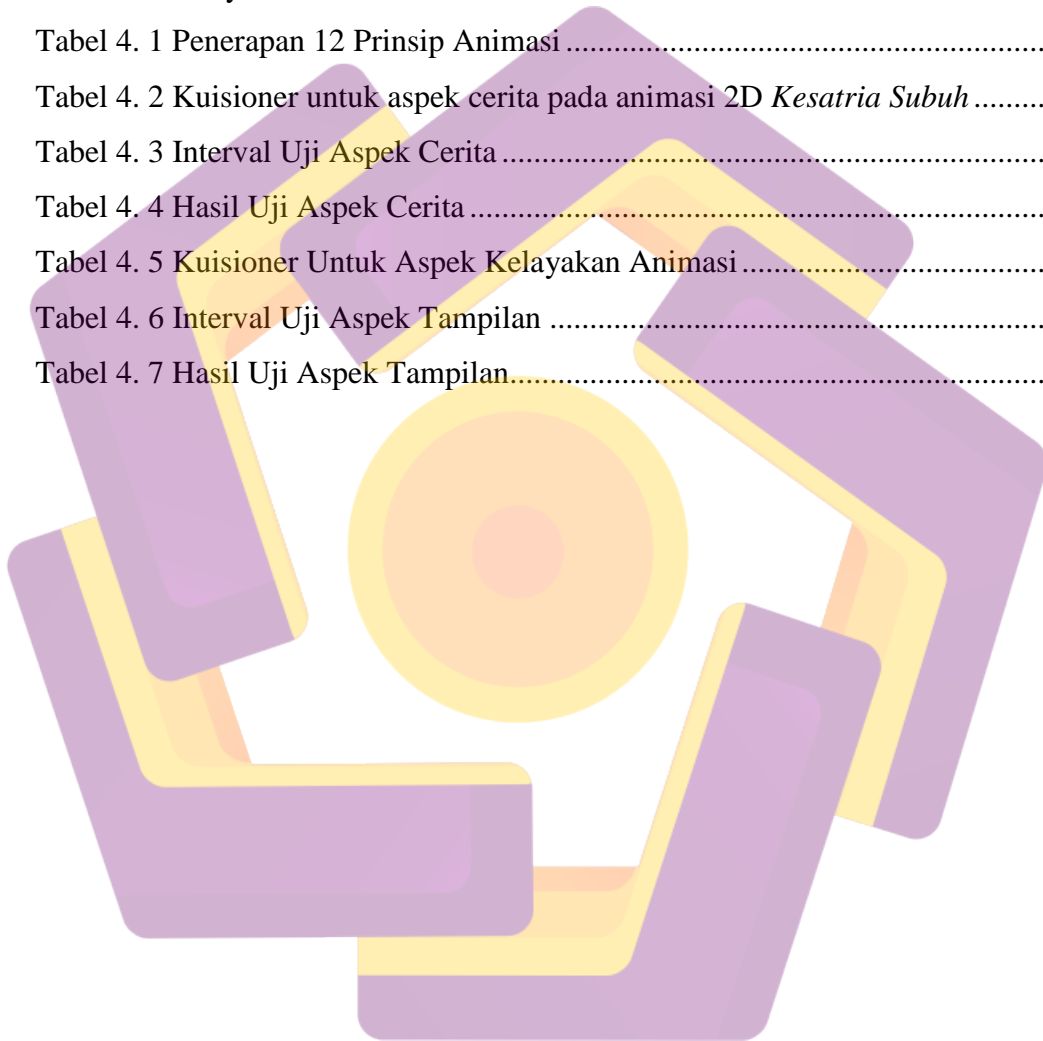 Tabel 4. 1 Penerapan 12 Prinsip Animasi ......................................................
Tabel 4. 2 Kuisioner untuk aspek cerita pada animasi 2D Kesatria Subuh .........
Tabel 4. 3 Interval Uji Aspek Cerita ..............................................................
Tabel 4. 4 Hasil Uji Aspek Cerita ..................................................................
Tabel 4. 5 Kuisioner Untuk Aspek Kelayakan Animasi .................................
Tabel 4. 6 Interval Uji Aspek Tampilan ........................................................
Tabel 4. 7 Hasil Uji Aspek Tampilan.............................................................